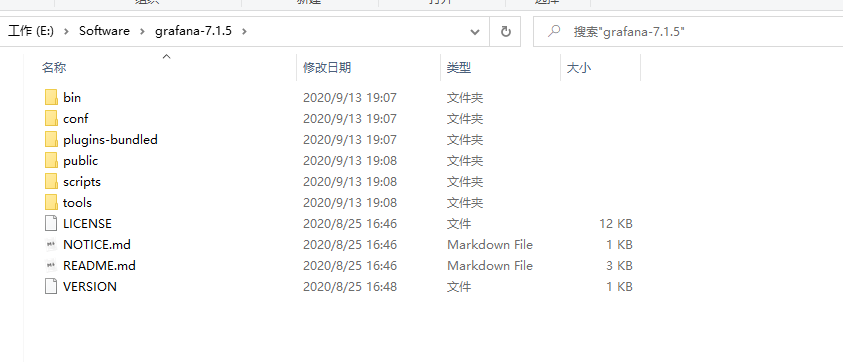 组织 新建 打开 选择
工作 (E:) › Software › grafana-7.1.5 › 搜索"grafana-7.1.5"
名称 修改日期 类型 大小
bin 2020/9/13 19:07 文件夹
conf 2020/9/13 19:07 文件夹
plugins-bundled 2020/9/13 19:07 文件夹
public 2020/9/13 19:08 文件夹
scripts 2020/9/13 19:08 文件夹
tools 2020/9/13 19:08 文件夹
LICENSE 2020/8/25 16:46 文件 12 KB
NOTICE.md 2020/8/25 16:46 Markdown File 1 KB
README.md 2020/8/25 16:46 Markdown File 3 KB
VERSION 2020/8/25 16:48 文件 1 KB